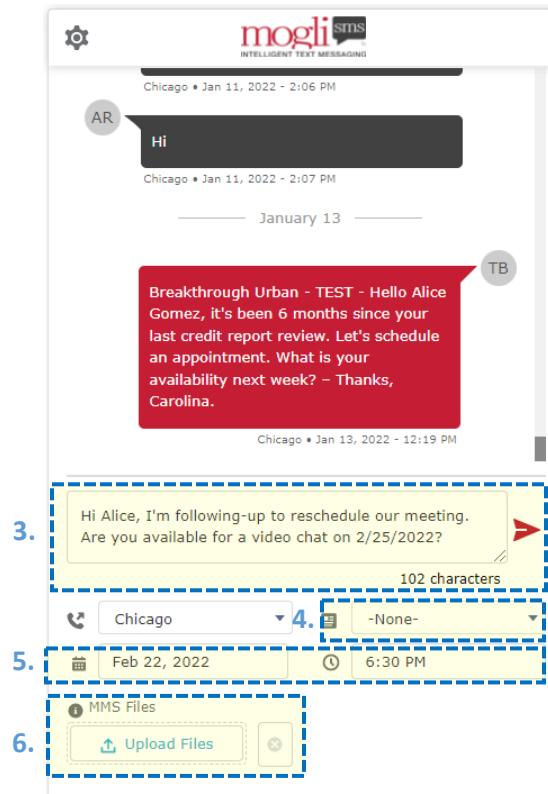 mogli sms
INTELLIGENT TEXT MESSAGING
Chicago • Jan 11, 2022 - 2:06 PM
AR
Hi
Chicago • Jan 11, 2022 - 2:07 PM
January 13
TB
Breakthrough Urban - TEST - Hello Alice
Gomez, it's been 6 months since your
last credit report review. Let's schedule
an appointment. What is your
availability next week? – Thanks,
Carolina.
Chicago • Jan 13, 2022 - 12:19 PM
3.
Hi Alice, I'm following-up to reschedule our meeting.
Are you available for a video chat on 2/25/2022?
102 characters
Chicago
4.
-None-
5.
Feb 22, 2022
6:30 PM
MMS Files
6.
Upload Files